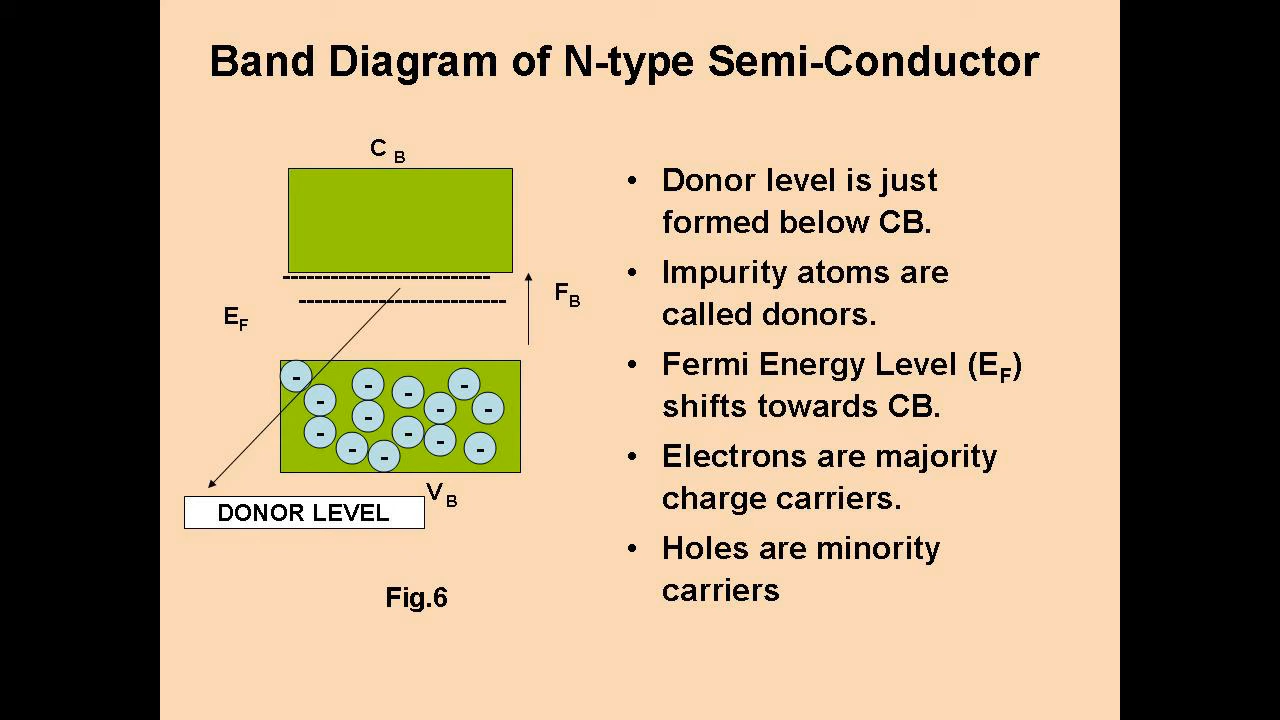 Band Diagram of N-type Semi-Conductor
C B
E F
F B
- - - - - - - - - - - - - - -
V B
DONOR LEVEL
Fig.6
• Donor level is just
formed below CB.
• Impurity atoms are
called donors.
• Fermi Energy Level (EF)
shifts towards CB.
• Electrons are majority
charge carriers.
• Holes are minority
carriers